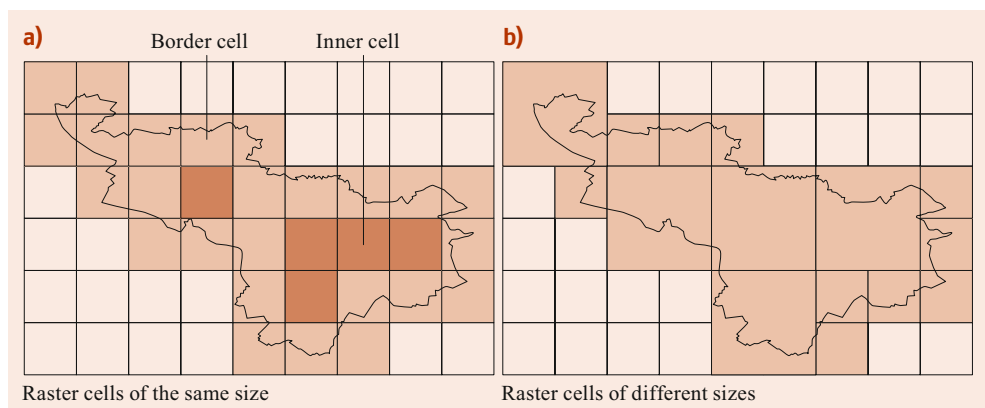 a)
Border cell
Inner cell
Raster cells of the same size
b)
Raster cells of different sizes